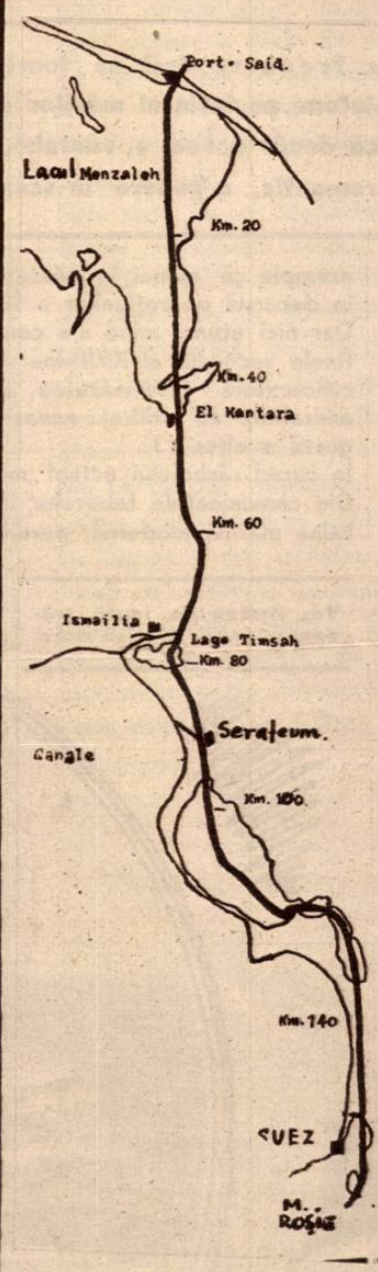 Port-Said.
Lacul Menzaleh
Km. 20
Km. 40
El Kantara
Km. 60
Ismailia
Lago Timsah
Km. 80
Serafeum.
Canale
Km. 100
Km. 140
SUEZ
M.
ROȘIE